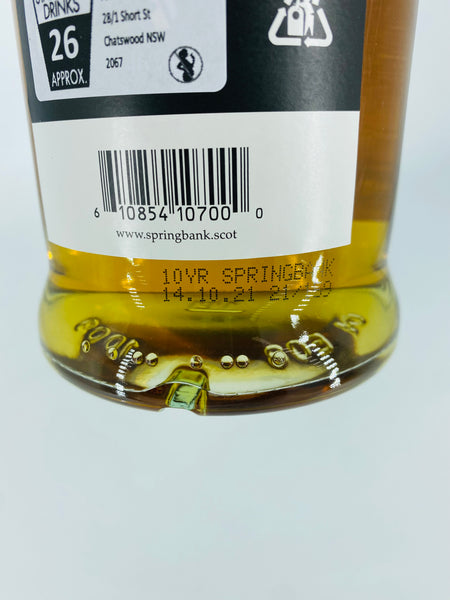 DRINKS
26
APPROX.
28/1 Short St
Chatswood NSW
2067
6 10854 10700 0
www.springbank.scot
10YR SPRINGBANK
14.10.21